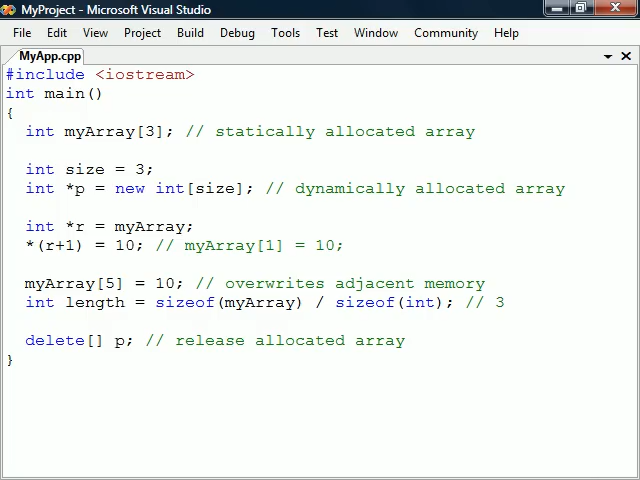 MyProject - Microsoft Visual Studio
File Edit View Project Build Debug Tools Test Window Community Help
MyApp.cpp
#include <iostream>
int main()
{
int myArray[3]; // statically allocated array
int size = 3;
int *p = new int[size]; // dynamically allocated array
int *r = myArray;
*(r+1) = 10; // myArray[1] = 10;
myArray[5] = 10; // overwrites adjacent memory
int length = sizeof(myArray) / sizeof(int); // 3
delete[] p; // release allocated array
}